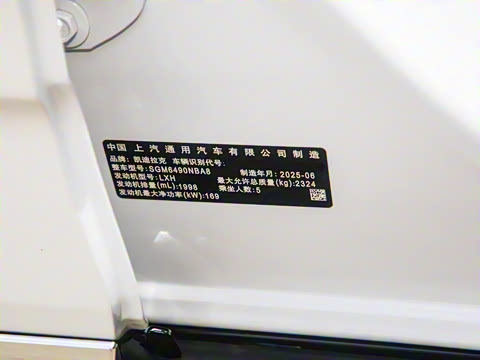 中国 上汽通用汽车有限公司制造
品牌: 凯迪拉克 车辆识别代号:
整车型号: SGM6490NBA8 制造年月: 2025-06
发动机型号: LXH 最大允许总质量(kg): 2324
发动机排量(mL): 1998 乘坐人数: 5
发动机最大净功率(kW): 169